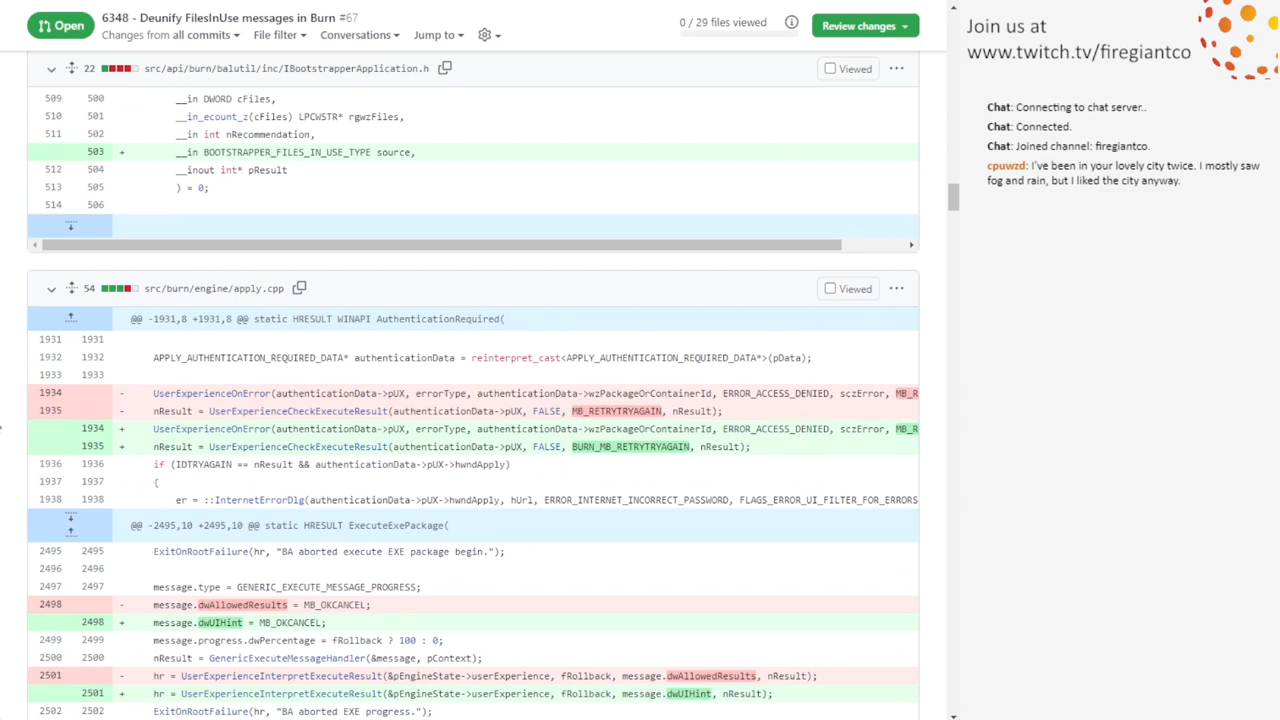 Open
6348 - Deunify FilesInUse messages in Burn #67
Changes from all commits File filter Conversations Jump to
0 / 29 files viewed
Review changes
22 src/api/burn/balutil/inc/IBootstrapperApplication.h Viewed
509 500 __in DWORD cFiles,
510 501 __in_ecount_z(cFiles) LPCWSTR* rgwzFiles,
511 502 __in int nRecommendation,
503 + __in BOOTSTRAPPER_FILES_IN_USE_TYPE source,
512 504 __inout int* pResult
513 505 ) = 0;
514 506
54 src/burn/engine/apply.cpp Viewed
@@ -1931,8 +1931,8 @@ static HRESULT WINAPI AuthenticationRequired(
1931 1931
1932 1932 APPLY_AUTHENTICATION_REQUIRED_DATA* authenticationData = reinterpret_cast<APPLY_AUTHENTICATION_REQUIRED_DATA*>(pData);
1933 1933
1934 - UserExperienceOnError(authenticationData->pUX, errorType, authenticationData->wzPackageOrContainerId, ERROR_ACCESS_DENIED, sczError, MB_R
1935 - nResult = UserExperienceCheckExecuteResult(authenticationData->pUX, FALSE, MB_RETRYTRYAGAIN, nResult);
1934 + UserExperienceOnError(authenticationData->pUX, errorType, authenticationData->wzPackageOrContainerId, ERROR_ACCESS_DENIED, sczError, MB_R
1935 + nResult = UserExperienceCheckExecuteResult(authenticationData->pUX, FALSE, BURN_MB_RETRYTRYAGAIN, nResult);
1936 1936 if (IDTRYAGAIN == nResult && authenticationData->pUX->hwndApply)
1937 1937 {
1938 1938 er = ::InternetErrorDlg(authenticationData->pUX->hwndApply, hUrl, ERROR_INTERNET_INCORRECT_PASSWORD, FLAGS_ERROR_UI_FILTER_FOR_ERRORS
@@ -2495,10 +2495,10 @@ static HRESULT ExecuteExePackage(
2495 2495 ExitOnRootFailure(hr, "BA aborted execute EXE package begin.");
2496 2496
2497 2497 message.type = GENERIC_EXECUTE_MESSAGE_PROGRESS;
2498 - message.dwAllowedResults = MB_OKCANCEL;
2498 + message.dwUIHint = MB_OKCANCEL;
2499 2499 message.progress.dwPercentage = fRollback ? 100 : 0;
2500 2500 nResult = GenericExecuteMessageHandler(&message, pContext);
2501 - hr = UserExperienceInterpretExecuteResult(&pEngineState->userExperience, fRollback, message.dwAllowedResults, nResult);
2501 + hr = UserExperienceInterpretExecuteResult(&pEngineState->userExperience, fRollback, message.dwUIHint, nResult);
2502 2502 ExitOnRootFailure(hr, "BA aborted EXE progress.");
Join us at
www.twitch.tv/firegiantco
Chat: Connecting to chat server..
Chat: Connected.
Chat: Joined channel: firegiantco.
cpuwzd: I've been in your lovely city twice. I mostly saw
fog and rain, but I liked the city anyway.